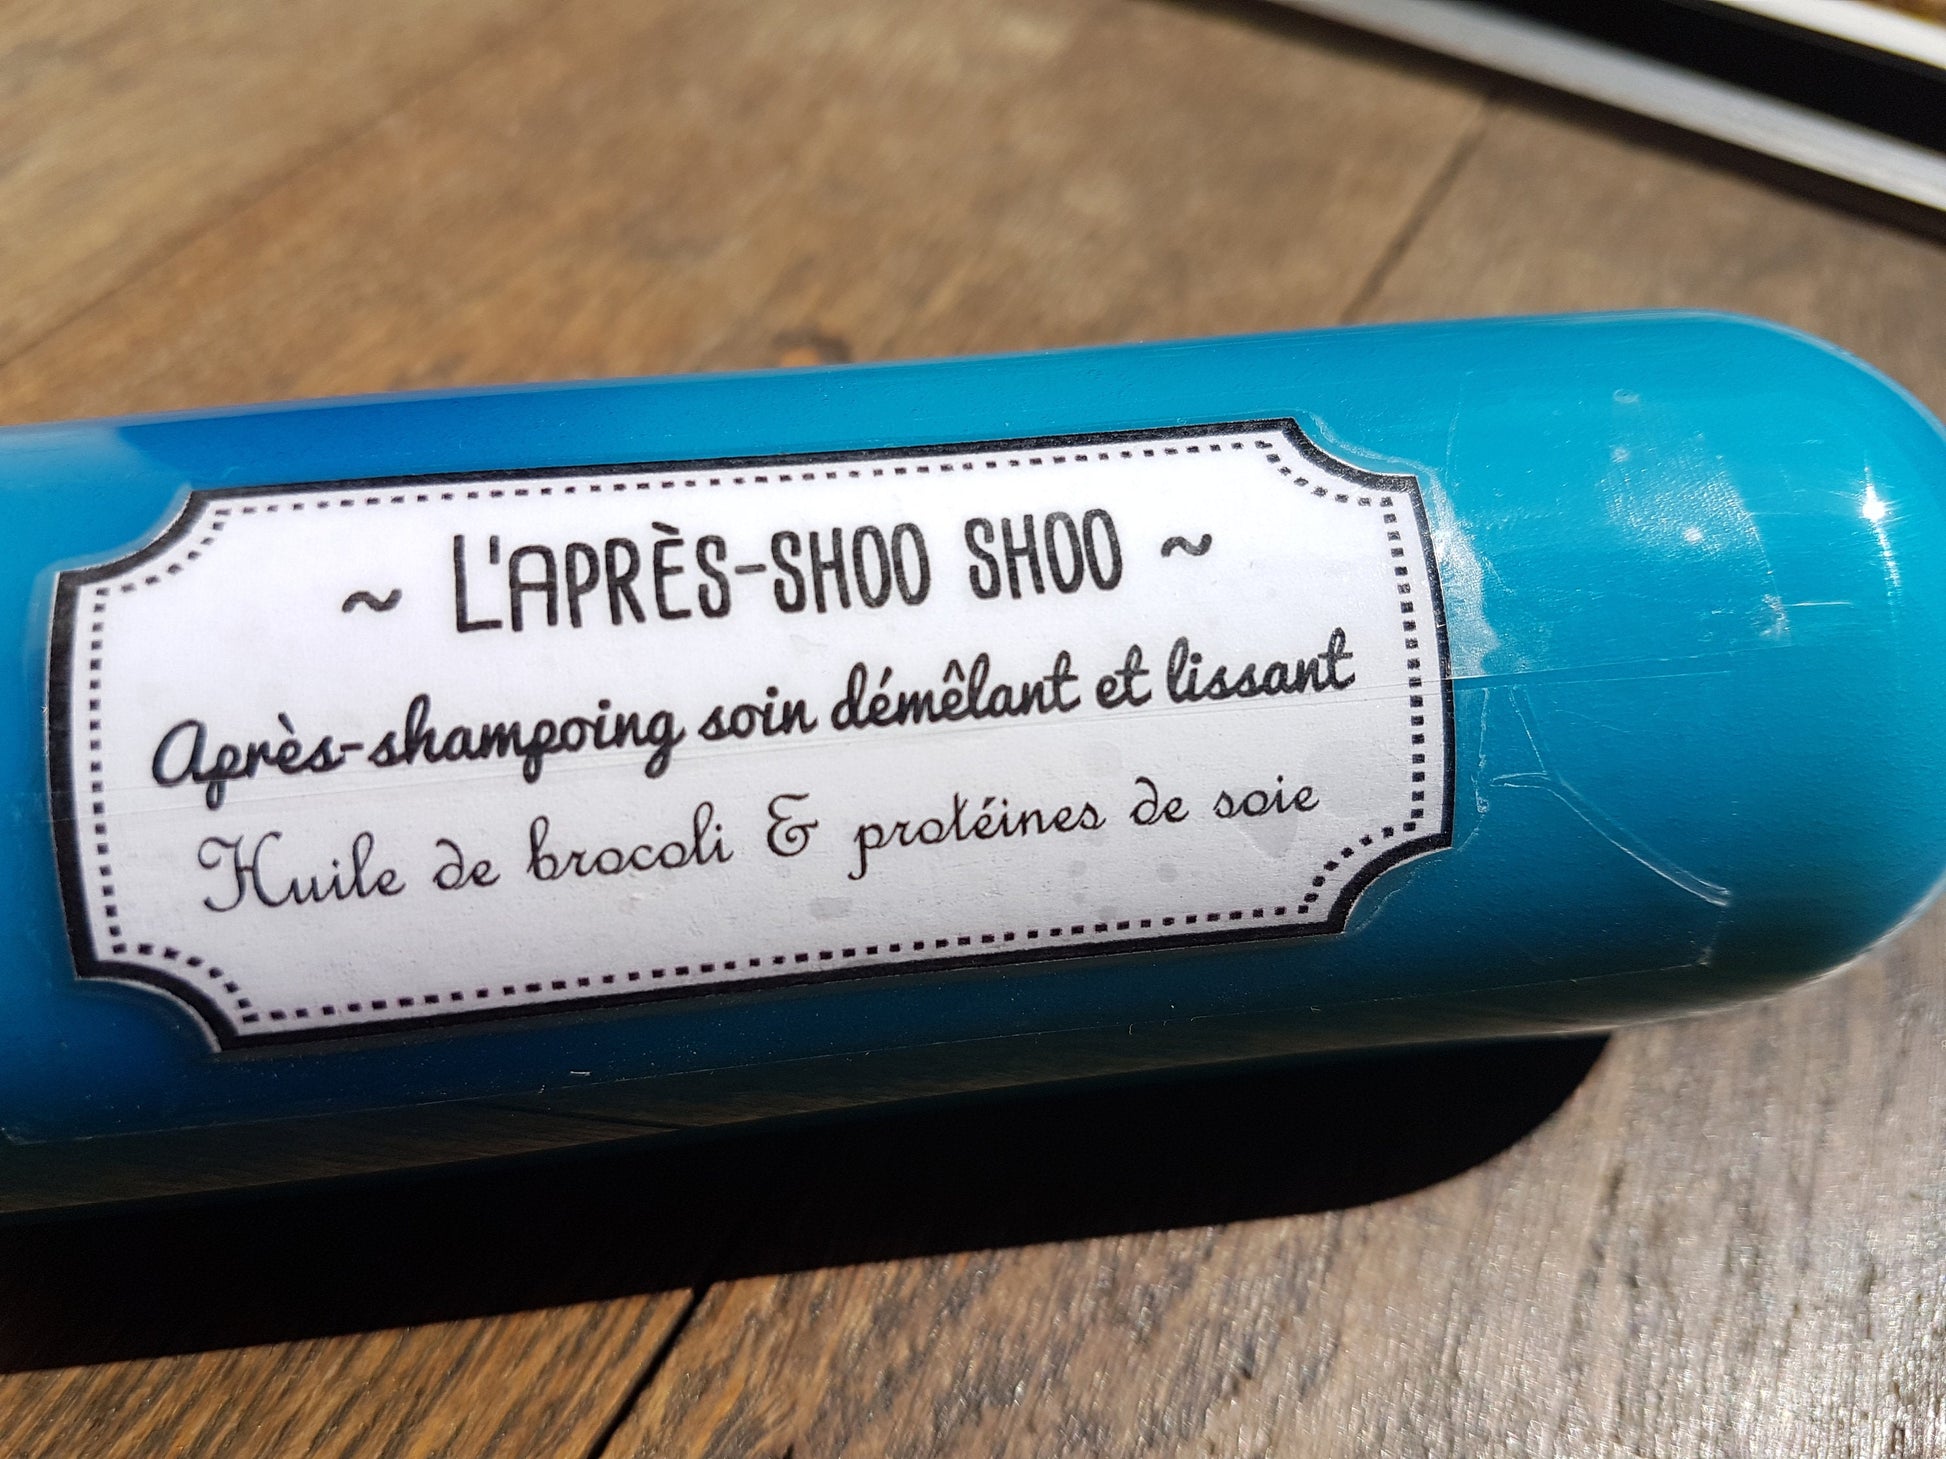 ~ L'APRÈS-SHOO SHOO ~
Après-shampoing soin démêlant et lissant
Huile de brocoli & protéines de soie